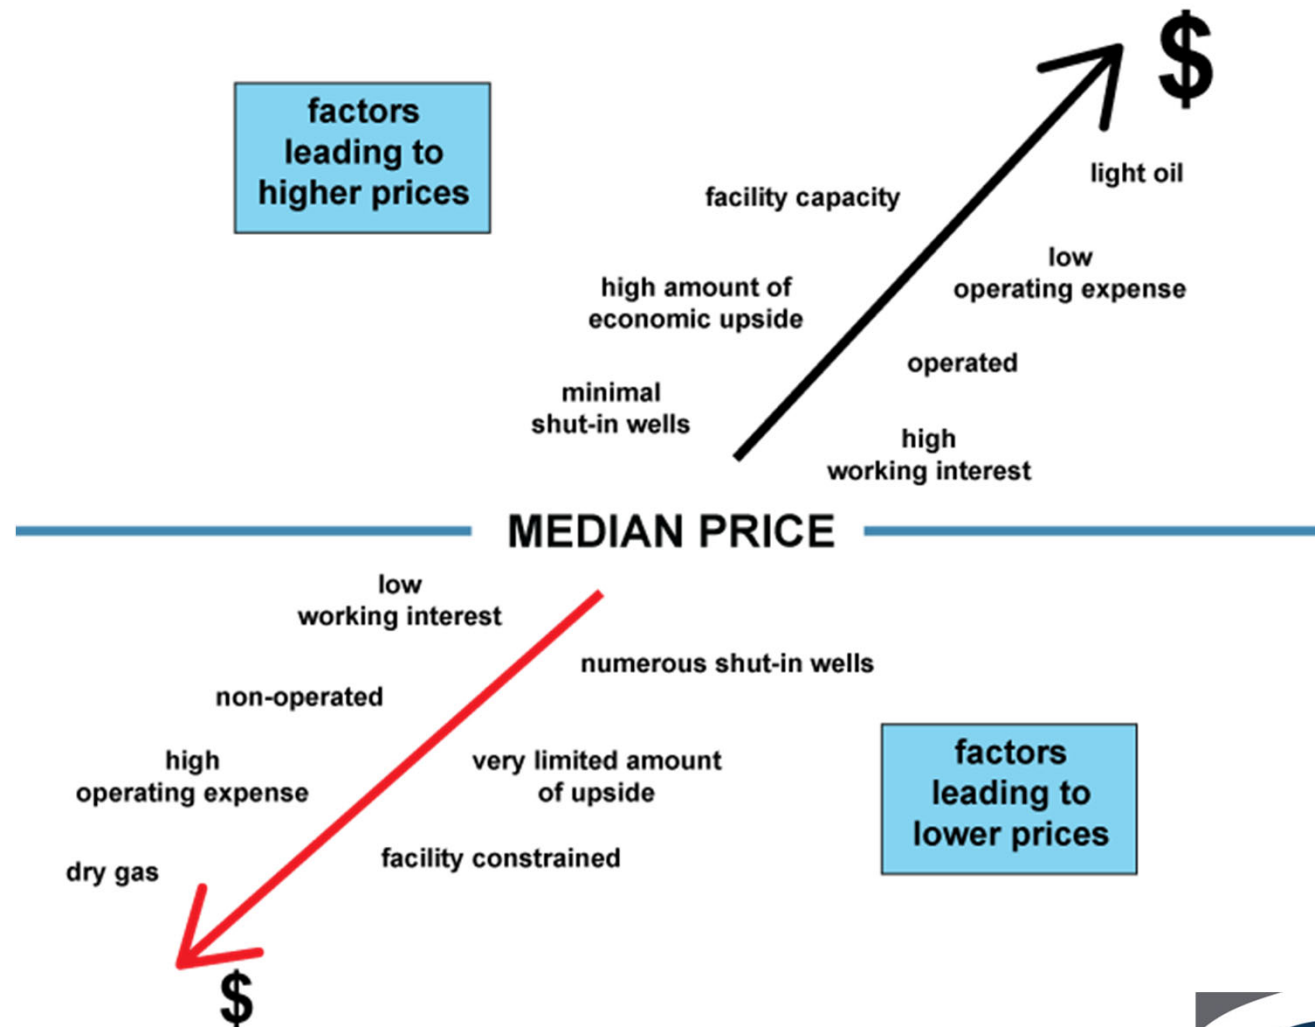 $
factors
leading to
higher prices
light oil
facility capacity
low
operating expense
high amount of
economic upside
operated
minimal
shut-in wells
high
working interest
MEDIAN PRICE
low
working interest
numerous shut-in wells
non-operated
high
operating expense
very limited amount
of upside
factors
leading to
lower prices
facility constrained
dry gas
$